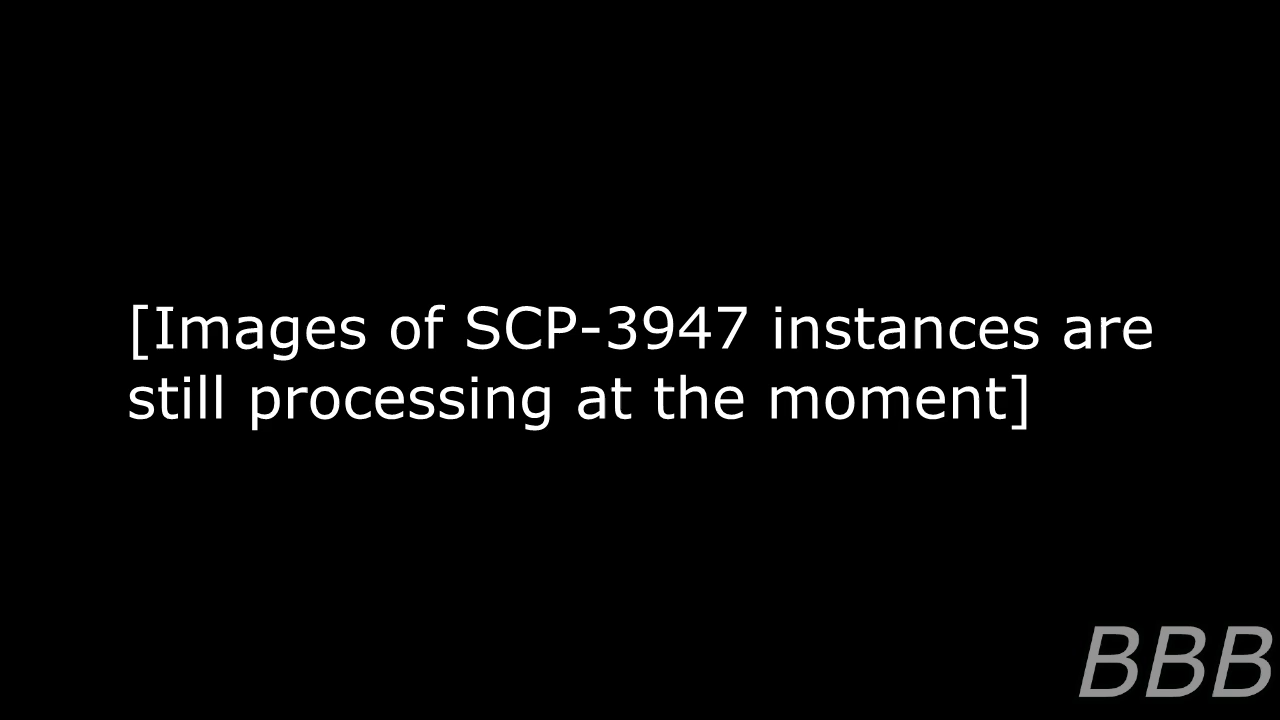 [Images of SCP-3947 instances are
still processing at the moment]
BBB